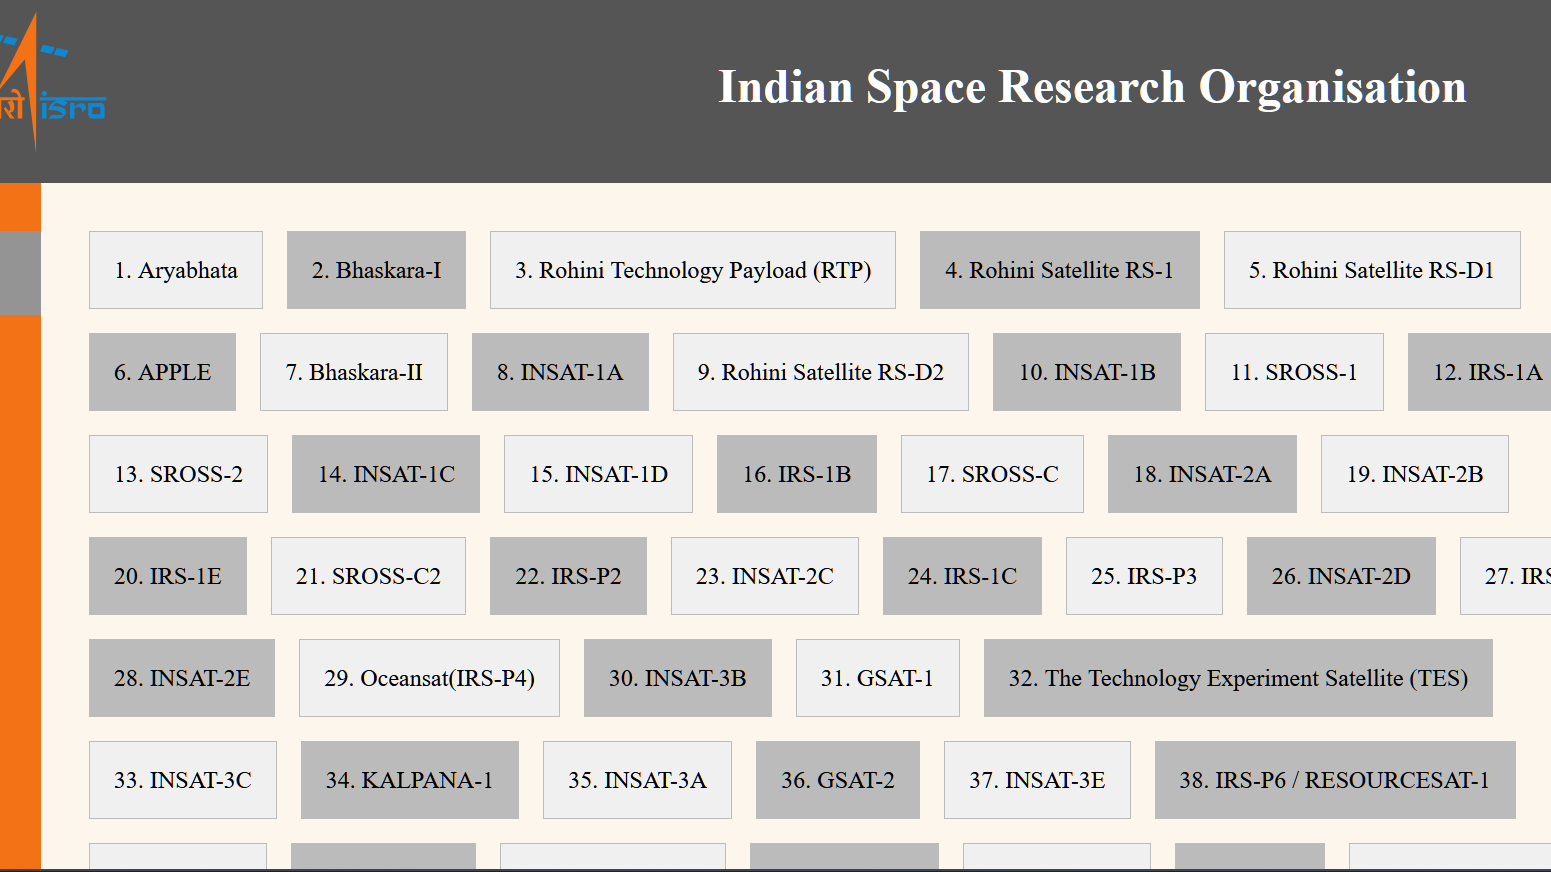 रो isro
Indian Space Research Organisation
1. Aryabhata 2. Bhaskara-I 3. Rohini Technology Payload (RTP) 4. Rohini Satellite RS-1 5. Rohini Satellite RS-D1
6. APPLE 7. Bhaskara-II 8. INSAT-1A 9. Rohini Satellite RS-D2 10. INSAT-1B 11. SROSS-1 12. IRS-1A
13. SROSS-2 14. INSAT-1C 15. INSAT-1D 16. IRS-1B 17. SROSS-C 18. INSAT-2A 19. INSAT-2B
20. IRS-1E 21. SROSS-C2 22. IRS-P2 23. INSAT-2C 24. IRS-1C 25. IRS-P3 26. INSAT-2D 27.
28. INSAT-2E 29. Oceansat(IRS-P4) 30. INSAT-3B 31. GSAT-1 32. The Technology Experiment Satellite (TES)
33. INSAT-3C 34. KALPANA-1 35. INSAT-3A 36. GSAT-2 37. INSAT-3E 38. IRS-P6 / RESOURCESAT-1